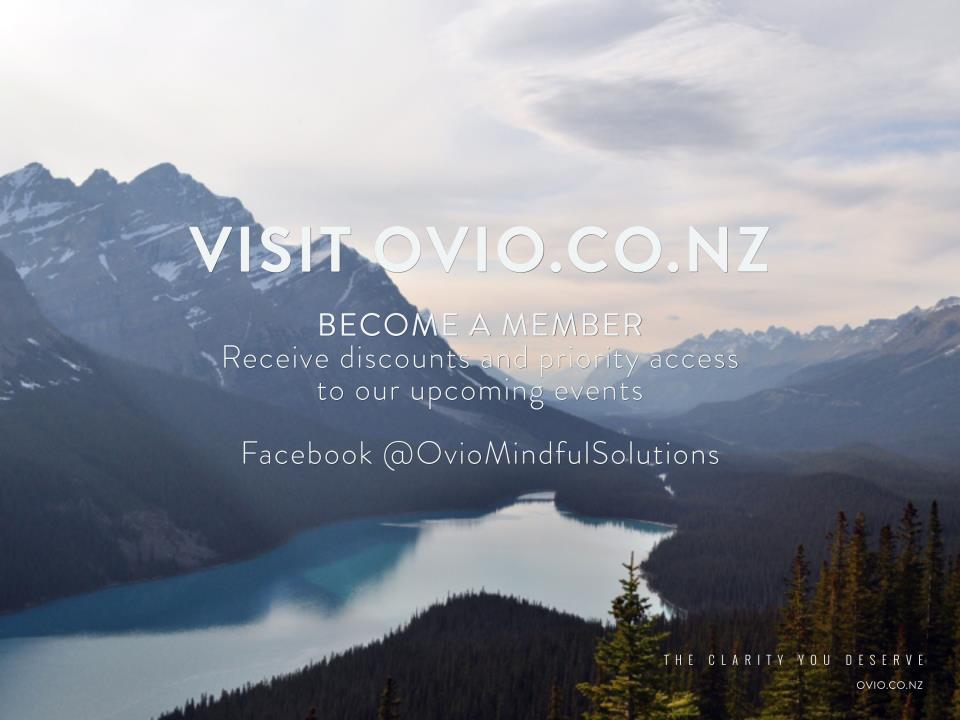 VISIT OVIO.CO.NZ
BECOME A MEMBER
Receive discounts and priority access
to our upcoming events
Facebook @OvioMindfulSolutions
THE CLARITY YOU DESERVE
OVIO.CO.NZ